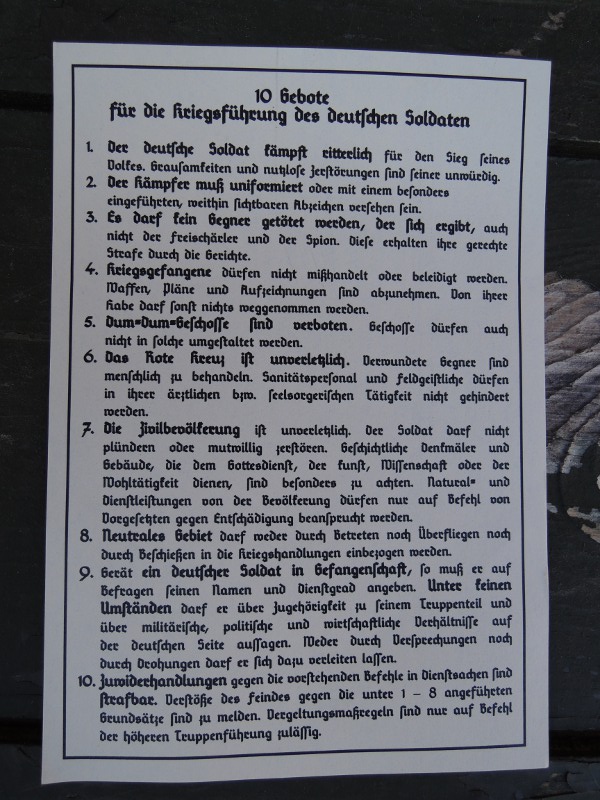 10 Gebote
für die Kriegsführung des deutschen Soldaten
1. Der deutsche Soldat kämpft ritterlich für den Sieg seines
Volkes. Grausamkeiten und nutzlose Zerstörungen sind seiner unwürdig.
2. Der Kämpfer muß uniformiert oder mit einem besonders
eingeführten, weithin sichtbaren Abzeichen versehen sein.
3. Es darf kein Gegner getötet werden, der sich ergibt, auch
nicht der Freischärler und der Spion. Diese erhalten ihre gerechte
Strafe durch die Gerichte.
4. Kriegsgefangene dürfen nicht mißhandelt oder beleidigt werden.
Waffen, Pläne und Aufzeichnungen sind abzunehmen. Von ihrer
Habe darf sonst nichts weggenommen werden.
5. Dum-Dum-Geschosse sind verboten. Geschosse dürfen auch
nicht in solche umgestaltet werden.
6. Das Rote Kreuz ist unverletzlich. Verwundete Gegner sind
menschlich zu behandeln. Sanitätspersonal und Feldgeistliche dürfen
in ihrer ärztlichen bzw. seelsorgerischen Tätigkeit nicht gehindert
werden.
7. Die Zivilbevölkerung ist unverletzlich. Der Soldat darf nicht
plündern oder mutwillig zerstören. Geschichtliche Denkmäler und
Gebäude, die dem Gottesdienst, der Kunst, Wissenschaft oder der
Wohltätigkeit dienen, sind besonders zu achten. Natural- und
Dienstleistungen von der Bevölkerung dürfen nur auf Befehl von
Vorgesetzten gegen Entschädigung beansprucht werden.
8. Neutrales Gebiet darf weder durch Betreten noch Überfliegen noch
durch Beschießen in die Kriegshandlungen einbezogen werden.
9. Gerät ein deutscher Soldat in Gefangenschaft, so muß er auf
Befragen seinen Namen und Dienstgrad angeben. Unter keinen
Umständen darf er über Zugehörigkeit zu seinem Truppenteil und
über militärische, politische und wirtschaftliche Verhältnisse auf
der deutschen Seite aussagen. Weder durch Versprechungen noch
durch Drohungen darf er sich dazu verleiten lassen.
10. Zuwiderhandlungen gegen die vorstehenden Befehle in Dienstsachen sind
strafbar. Verstöße des Feindes gegen die unter 1 – 8 angeführten
Grundsätze sind zu melden. Vergeltungsmaßregeln sind nur auf Befehl
der höheren Truppenführung zulässig.